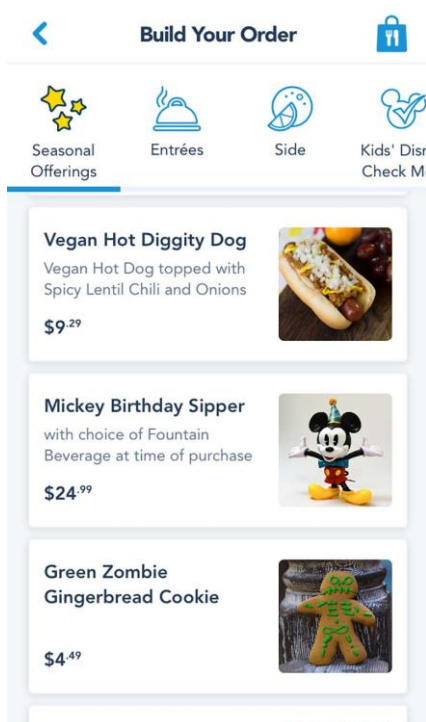 Build Your Order
Seasonal
Offerings
Entrées
Side
Kids'
Check
Vegan Hot Diggity Dog
Vegan Hot Dog topped with
Spicy Lentil Chili and Onions
$9.29
Mickey Birthday Sipper
with choice of Fountain
Beverage at time of purchase
$24.99
Green Zombie
Gingerbread Cookie
$4.49